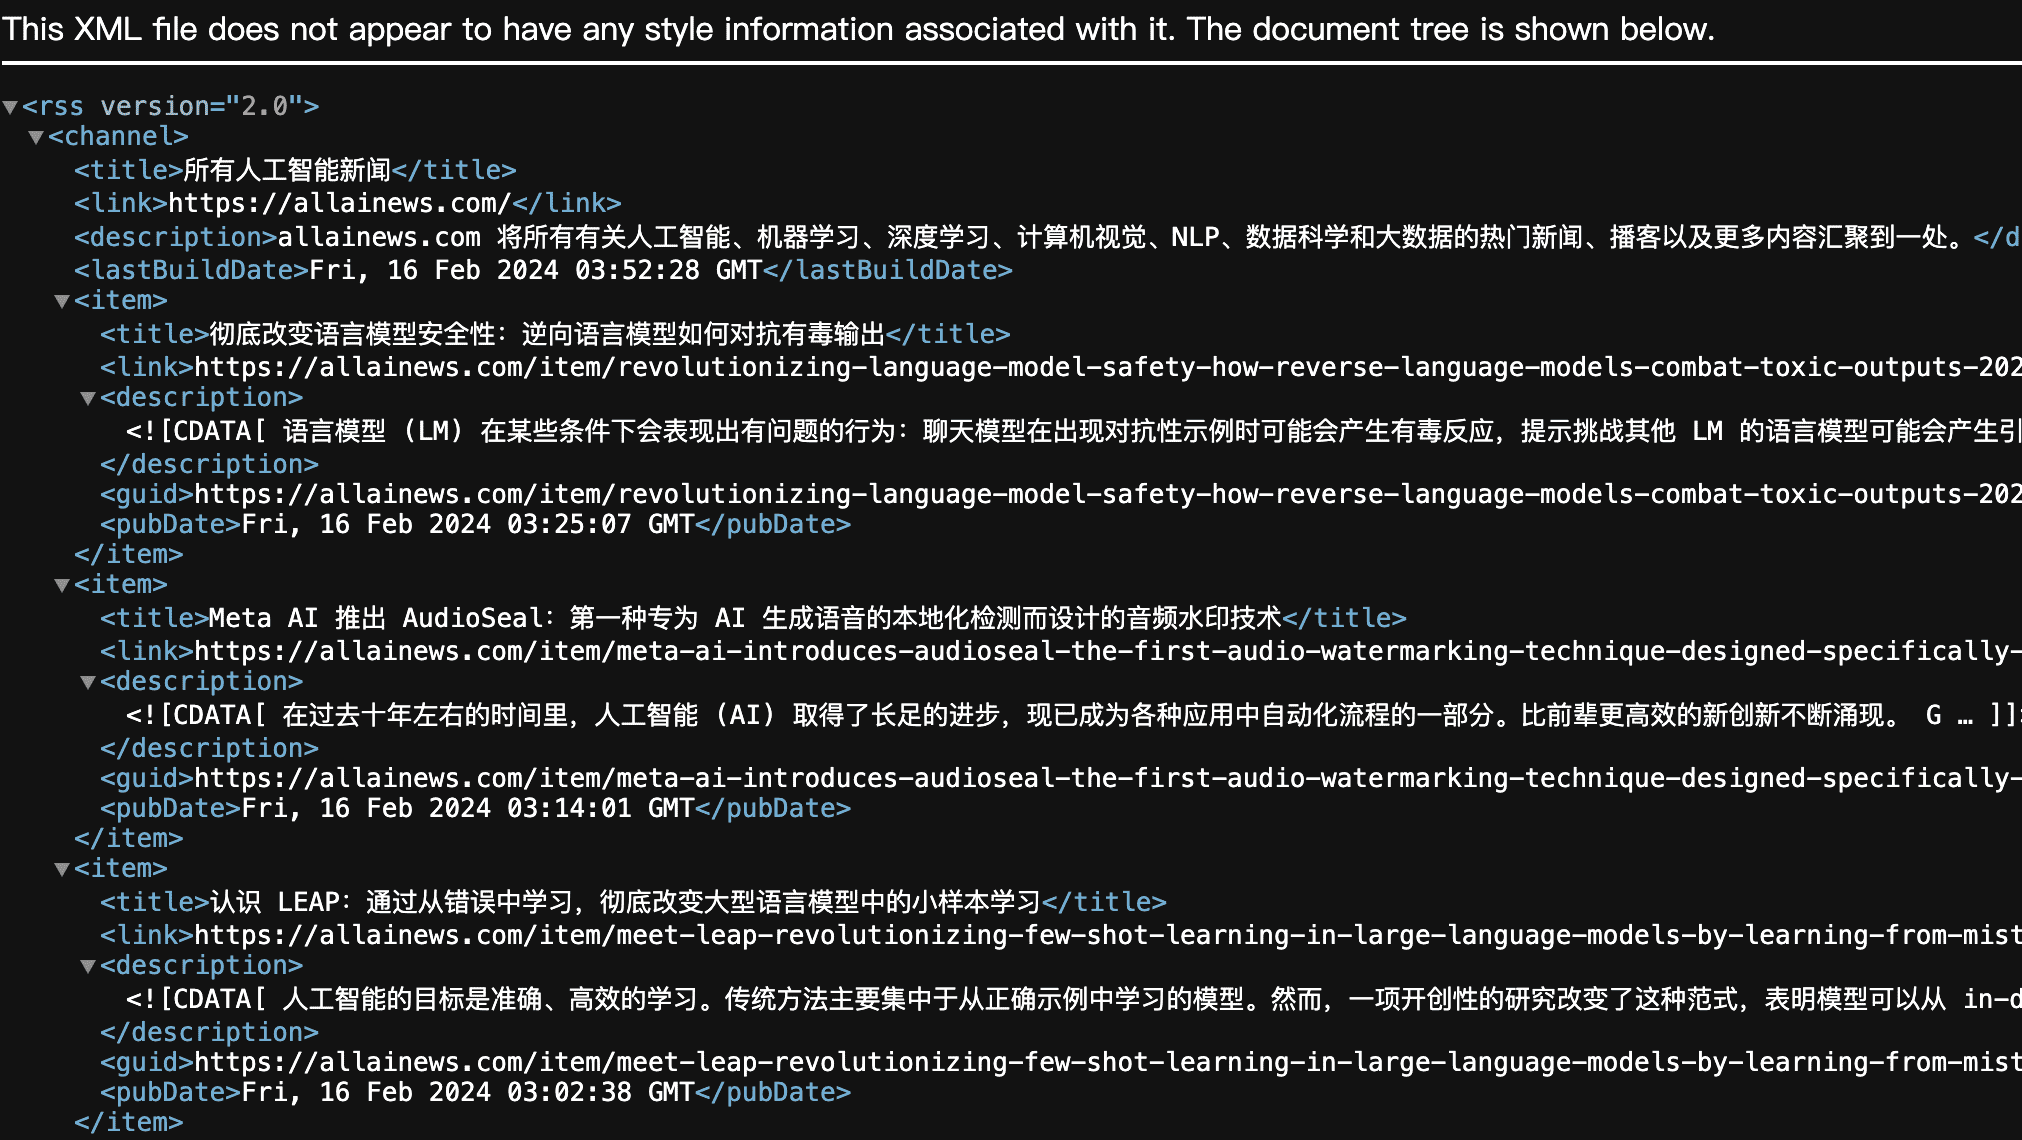 This XML file does not appear to have any style information associated with it. The document tree is shown below.
▼<rss version="2.0">
▼<channel>
<title>所有人工智能新闻</title>
<link>https://allainews.com/</link>
<description>allainews.com 将所有有关人工智能、机器学习、深度学习、计算机视觉、NLP、数据科学和大数据的热门新闻、播客以及更多内容汇聚到一处。</d
<lastBuildDate>Fri, 16 Feb 2024 03:52:28 GMT</lastBuildDate>
▼<item>
<title>彻底改变语言模型安全性：逆向语言模型如何对抗有毒输出</title>
<link>https://allainews.com/item/revolutionizing-language-model-safety-how-reverse-language-models-combat-toxic-outputs-202
▼<description>
<![CDATA[ 语言模型 (LM) 在某些条件下会表现出有问题的行为：聊天模型在出现对抗性示例时可能会产生有毒反应，提示挑战其他 LM 的语言模型可能会产生引
</description>
<guid>https://allainews.com/item/revolutionizing-language-model-safety-how-reverse-language-models-combat-toxic-outputs-202
<pubDate>Fri, 16 Feb 2024 03:25:07 GMT</pubDate>
</item>
▼<item>
<title>Meta AI 推出 AudioSeal：第一种专为 AI 生成语音的本地化检测而设计的音频水印技术</title>
<link>https://allainews.com/item/meta-ai-introduces-audioseal-the-first-audio-watermarking-technique-designed-specifically-
▼<description>
<![CDATA[ 在过去十年左右的时间里，人工智能 (AI) 取得了长足的进步，现已成为各种应用中自动化流程的一部分。比前辈更高效的新创新不断涌现。 G … ]]>
</description>
<guid>https://allainews.com/item/meta-ai-introduces-audioseal-the-first-audio-watermarking-technique-designed-specifically-
<pubDate>Fri, 16 Feb 2024 03:14:01 GMT</pubDate>
</item>
▼<item>
<title>认识 LEAP：通过从错误中学习，彻底改变大型语言模型中的小样本学习</title>
<link>https://allainews.com/item/meet-leap-revolutionizing-few-shot-learning-in-large-language-models-by-learning-from-mist
▼<description>
<![CDATA[ 人工智能的目标是准确、高效的学习。传统方法主要集中于从正确示例中学习的模型。然而，一项开创性的研究改变了这种范式，表明模型可以从 in-d
</description>
<guid>https://allainews.com/item/meet-leap-revolutionizing-few-shot-learning-in-large-language-models-by-learning-from-mist
<pubDate>Fri, 16 Feb 2024 03:02:38 GMT</pubDate>
</item>